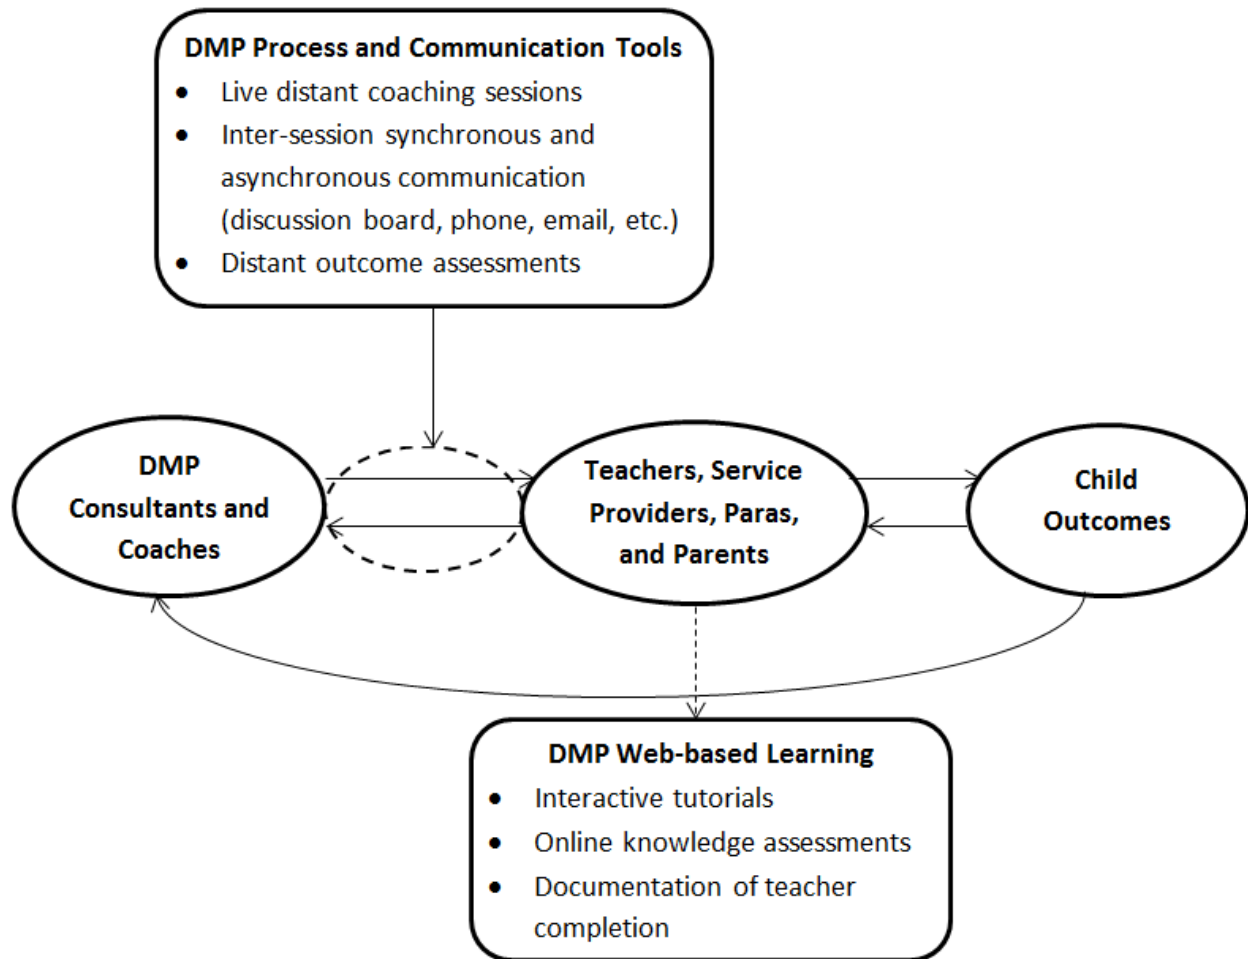 DMP Process and Communication Tools
• Live distant coaching sessions
• Inter-session synchronous and
asynchronous communication
(discussion board, phone, email, etc.)
• Distant outcome assessments
DMP
Consultants and
Coaches
Teachers, Service
Providers, Paras,
and Parents
Child
Outcomes
DMP Web-based Learning
• Interactive tutorials
• Online knowledge assessments
• Documentation of teacher
completion